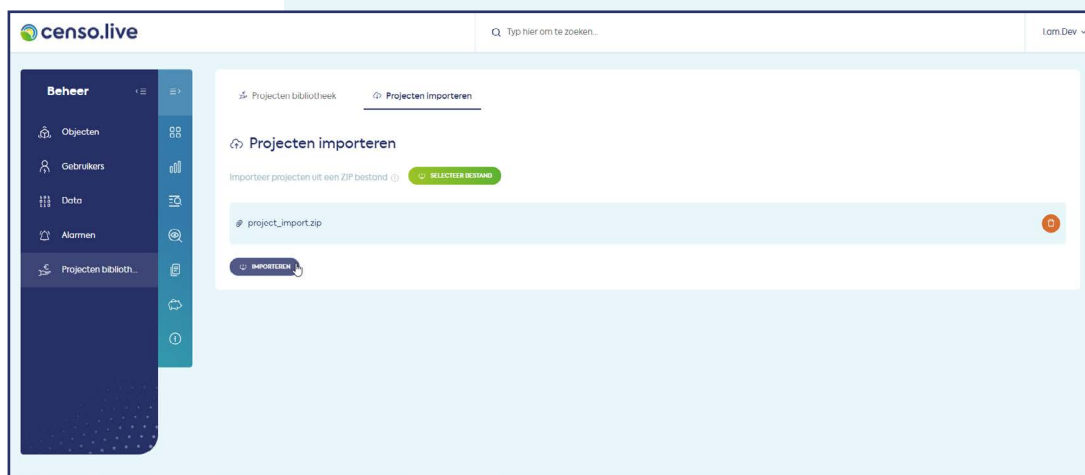 censo.live
Typ hier om te zoeken...
I.am.Dev
Beheer
Objecten
Gebruikers
Data
Alarmen
Projecten biblioth...
Projecten bibliotheek
Projecten importeren
Projecten importeren
Importeer projecten uit een ZIP bestand
SELECTEER BESTAND
project_import.zip
IMPORTEREN